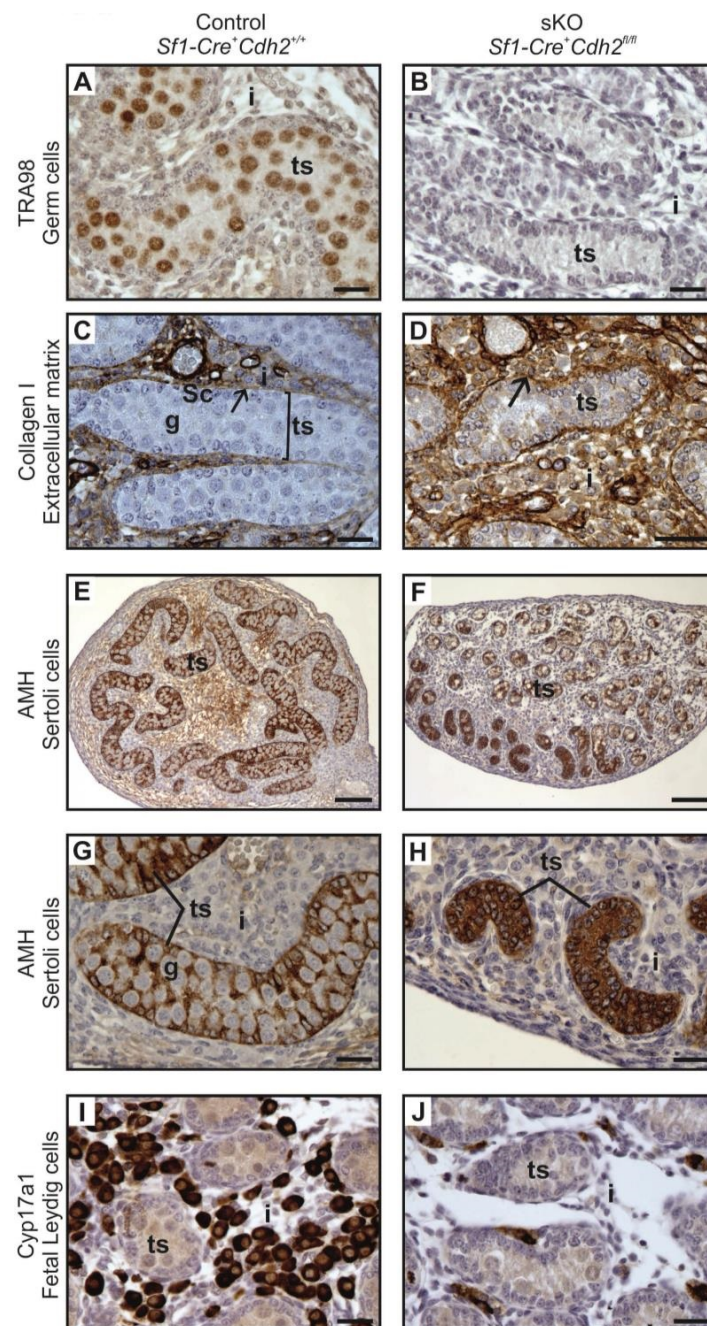 Control
Sf1-Cre⁺Cdh2⁺/⁺
sKO
Sf1-Cre⁺Cdh2ᶠˡ/ᶠˡ
TRA98
Germ cells
A
i
ts
B
i
ts
Collagen I
Extracellular matrix
C
Sc
i
g
ts
D
ts
i
AMH
Sertoli cells
E
ts
F
ts
AMH
Sertoli cells
G
ts
i
g
H
ts
i
Cyp17a1
Fetal Leydig cells
I
i
ts
J
ts
i